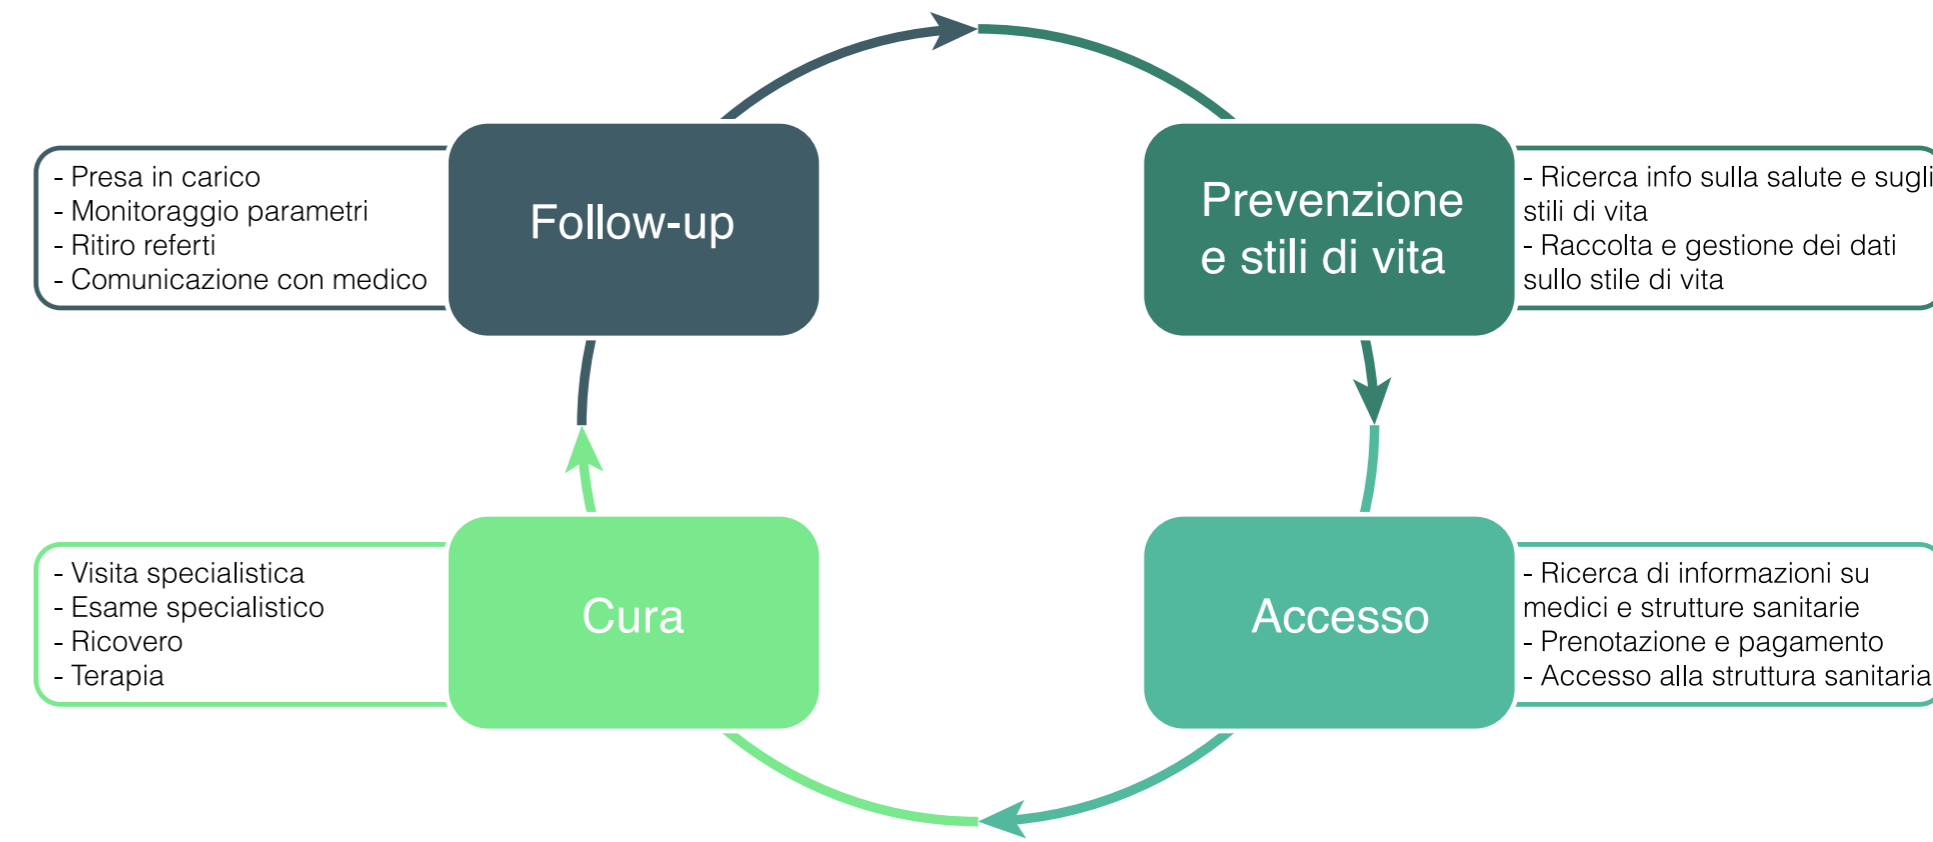 - Presa in carico
- Monitoraggio parametri
- Ritiro referti
- Comunicazione con medico
Follow-up
Prevenzione
e stili di vita
- Ricerca info sulla salute e sugli
stili di vita
- Raccolta e gestione dei dati
sullo stile di vita
- Visita specialistica
- Esame specialistico
- Ricovero
- Terapia
Cura
Accesso
- Ricerca di informazioni su
medici e strutture sanitarie
- Prenotazione e pagamento
- Accesso alla struttura sanitaria